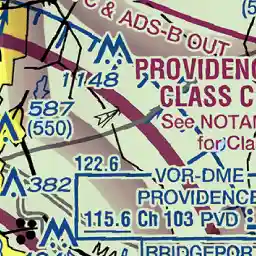 C & ADS-B OUT
(5
1148
PROVIDENC
CLASS C
587
(550)
See NOTAM
for Cla
122.6
382
VOR-DME
PROVIDENCE
115.6 Ch 103 PVD
BRIDGEPORT